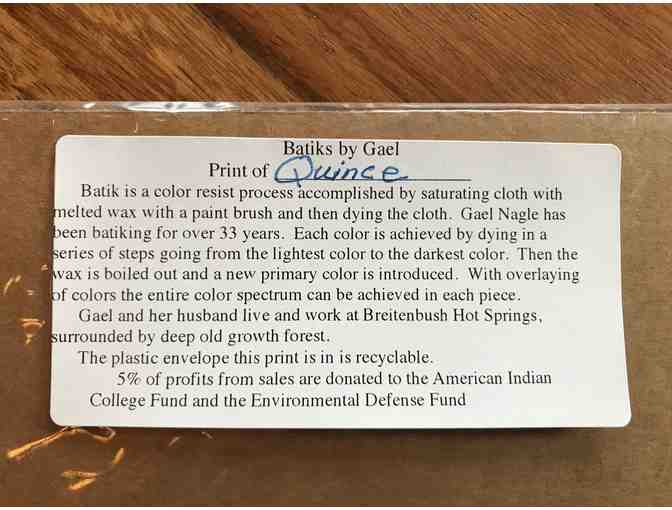 Batiks by Gael
Print of Quince
Batik is a color resist process accomplished by saturating cloth with
melted wax with a paint brush and then dying the cloth. Gael Nagle has
been batiking for over 33 years. Each color is achieved by dying in a
series of steps going from the lightest color to the darkest color. Then the
wax is boiled out and a new primary color is introduced. With overlaying
of colors the entire color spectrum can be achieved in each piece.
Gael and her husband live and work at Breitenbush Hot Springs,
surrounded by deep old growth forest.
The plastic envelope this print is in is recyclable.
5% of profits from sales are donated to the American Indian
College Fund and the Environmental Defense Fund